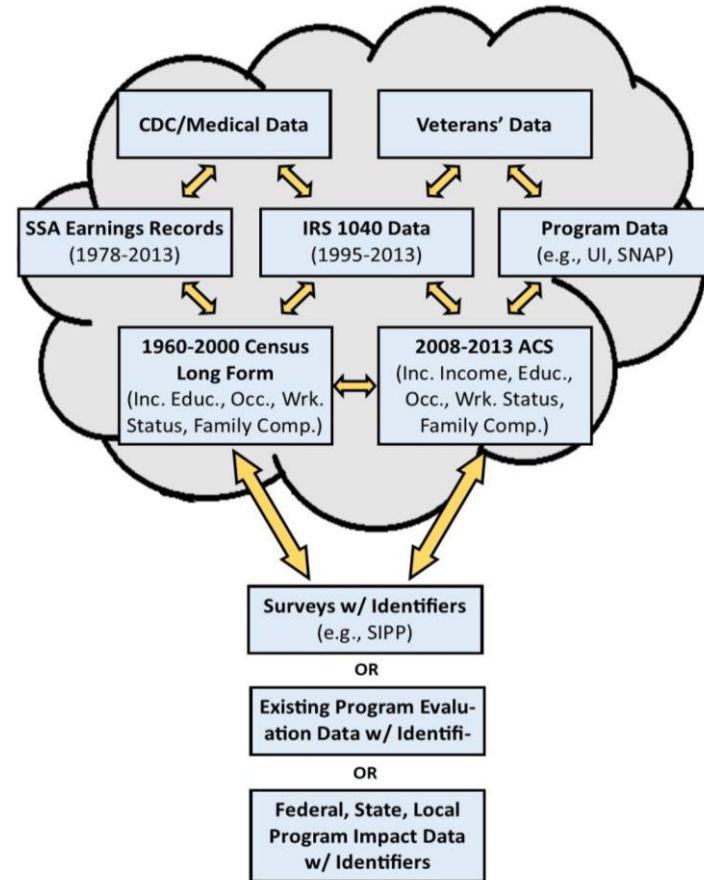 CDC/Medical Data
Veterans' Data
SSA Earnings Records
(1978-2013)
IRS 1040 Data
(1995-2013)
Program Data
(e.g., UI, SNAP)
1960-2000 Census
Long Form
(Inc. Educ., Occ., Wrk.
Status, Family Comp.)
2008-2013 ACS
(Inc. Income, Educ.,
Occ., Wrk. Status,
Family Comp.)
Surveys w/ Identifiers
(e.g., SIPP)
OR
Existing Program Evalu-
ation Data w/ Identifi-
OR
Federal, State, Local
Program Impact Data
w/ Identifiers